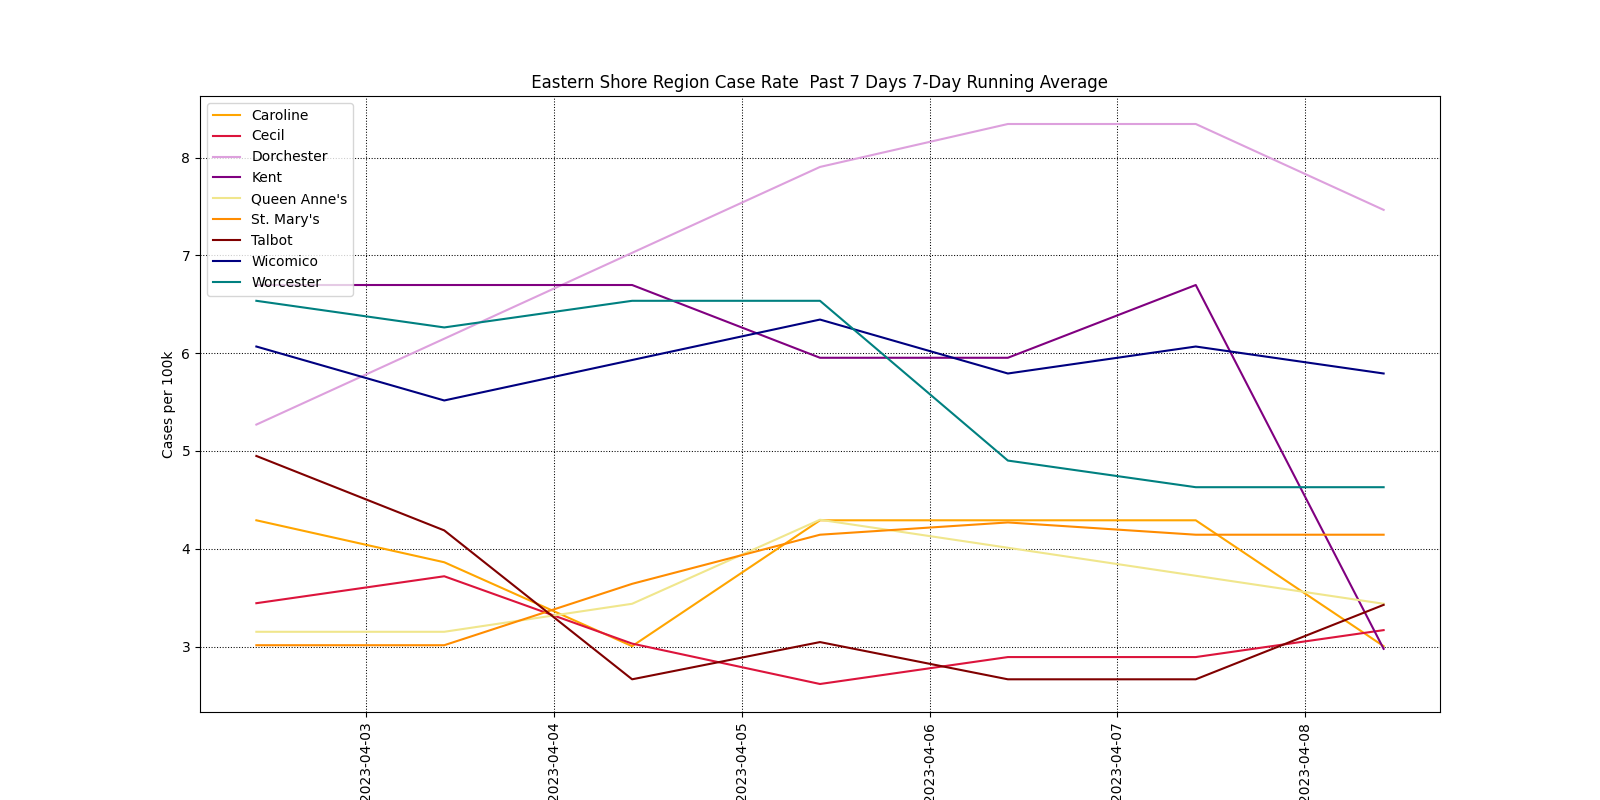 Eastern Shore Region Case Rate  Past 7 Days 7-Day Running Average
Caroline
Cecil
Dorchester
Kent
Queen Anne's
St. Mary's
Talbot
Wicomico
Worcester
8
7
6
5
4
3
Cases per 100k
2023-04-03
2023-04-04
2023-04-05
2023-04-06
2023-04-07
2023-04-08